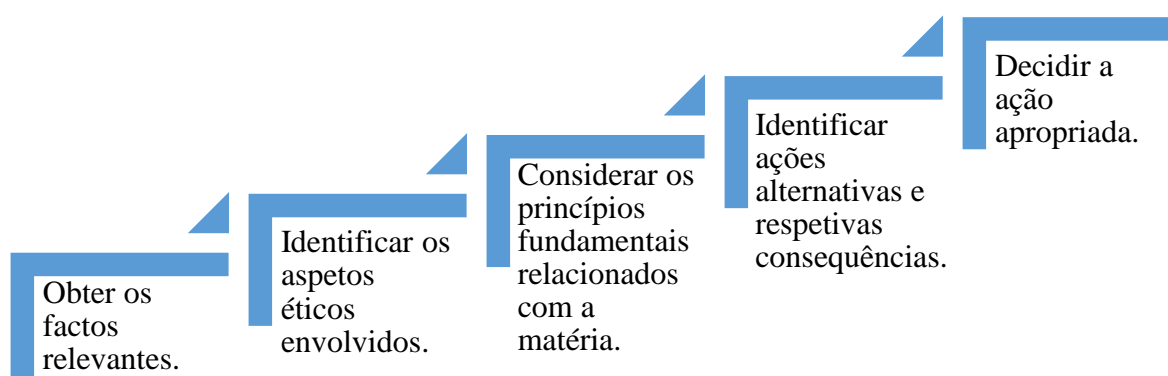 Obter os
factos
relevantes.
Identificar os
aspetos
éticos
envolvidos.
Considerar os
princípios
fundamentais
relacionados
com a
matéria.
Identificar
ações
alternativas e
respetivas
consequências.
Decidir a
ação
apropriada.